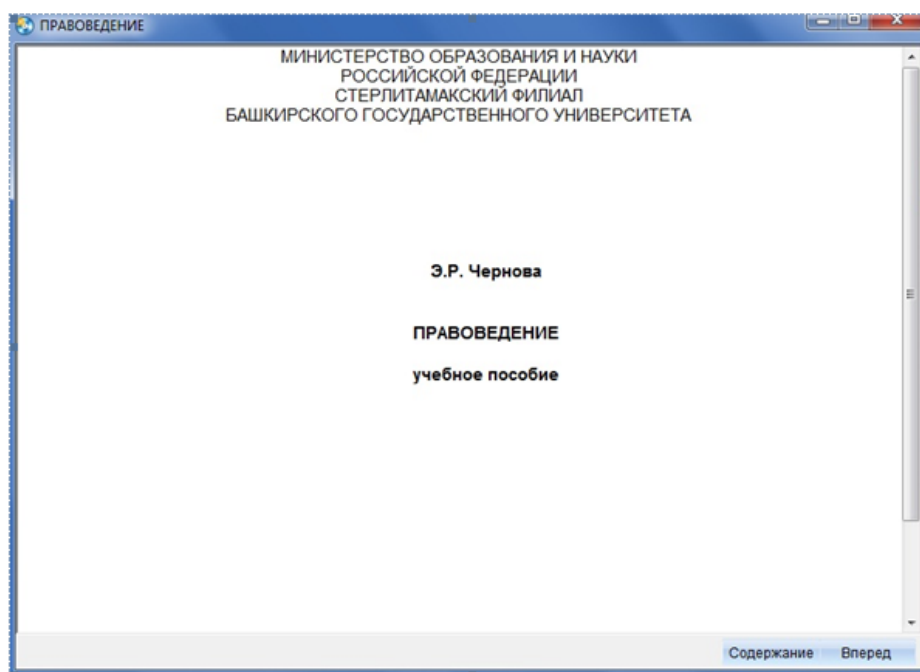 ПРАВОВЕДЕНИЕ
МИНИСТЕРСТВО ОБРАЗОВАНИЯ И НАУКИ
РОССИЙСКОЙ ФЕДЕРАЦИИ
СТЕРЛИТАМАКСКИЙ ФИЛИАЛ
БАШКИРСКОГО ГОСУДАРСТВЕННОГО УНИВЕРСИТЕТА
Э.Р. Чернова
ПРАВОВЕДЕНИЕ
учебное пособие
Содержание Вперед